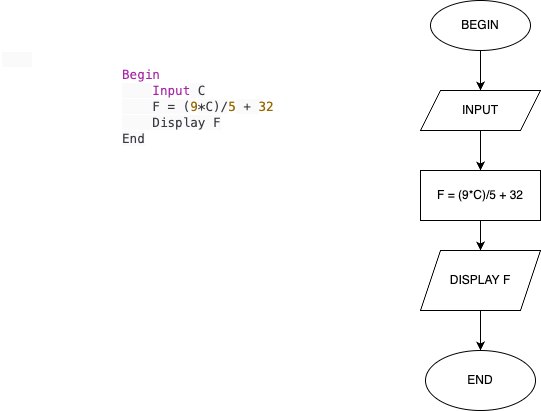 Begin
Input C
F = (9*C)/5 + 32
Display F
End
BEGIN
INPUT
F = (9*C)/5 + 32
DISPLAY F
END